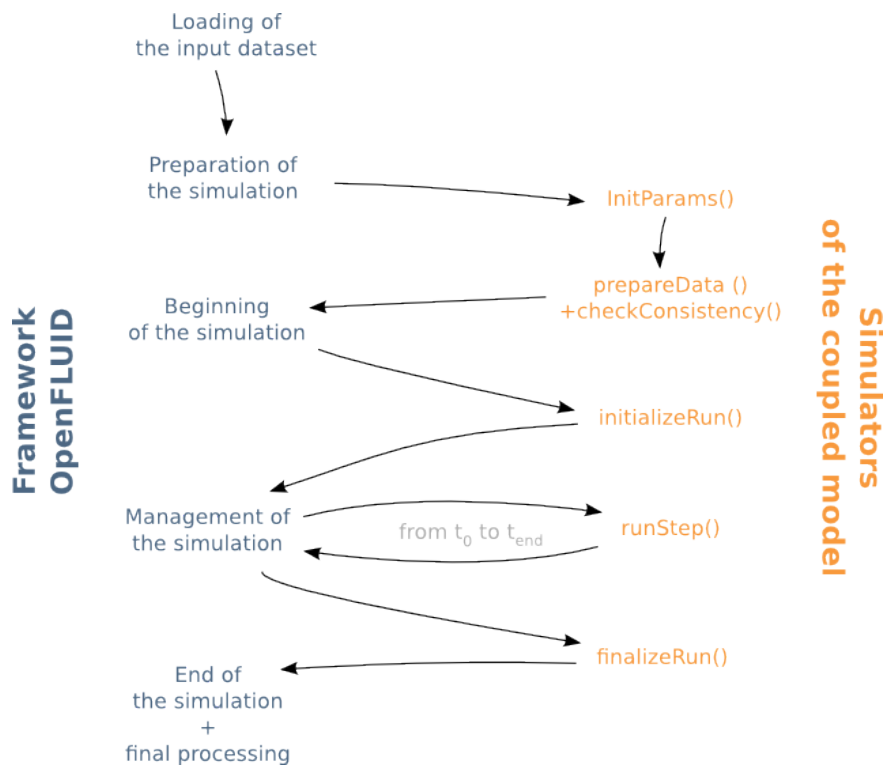 Loading of
the input dataset
Preparation of
the simulation
InitParams()
prepareData ()
+checkConsistency()
Beginning
of the simulation
initializeRun()
Management of
the simulation
from t0 to tend
runStep()
finalizeRun()
End of
the simulation
+
final processing
Framework
OpenFLUID
Simulators
of the coupled model